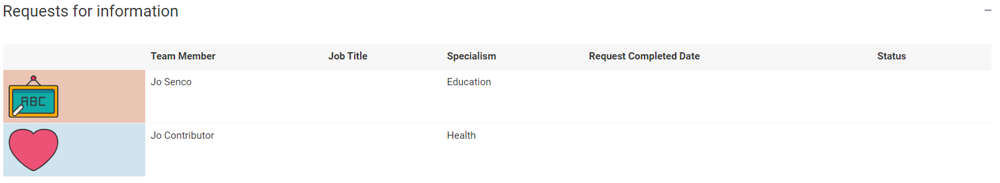 Requests for information
Team Member Job Title Specialism Request Completed Date Status
ABC
Jo Senco Education
Jo Contributor Health